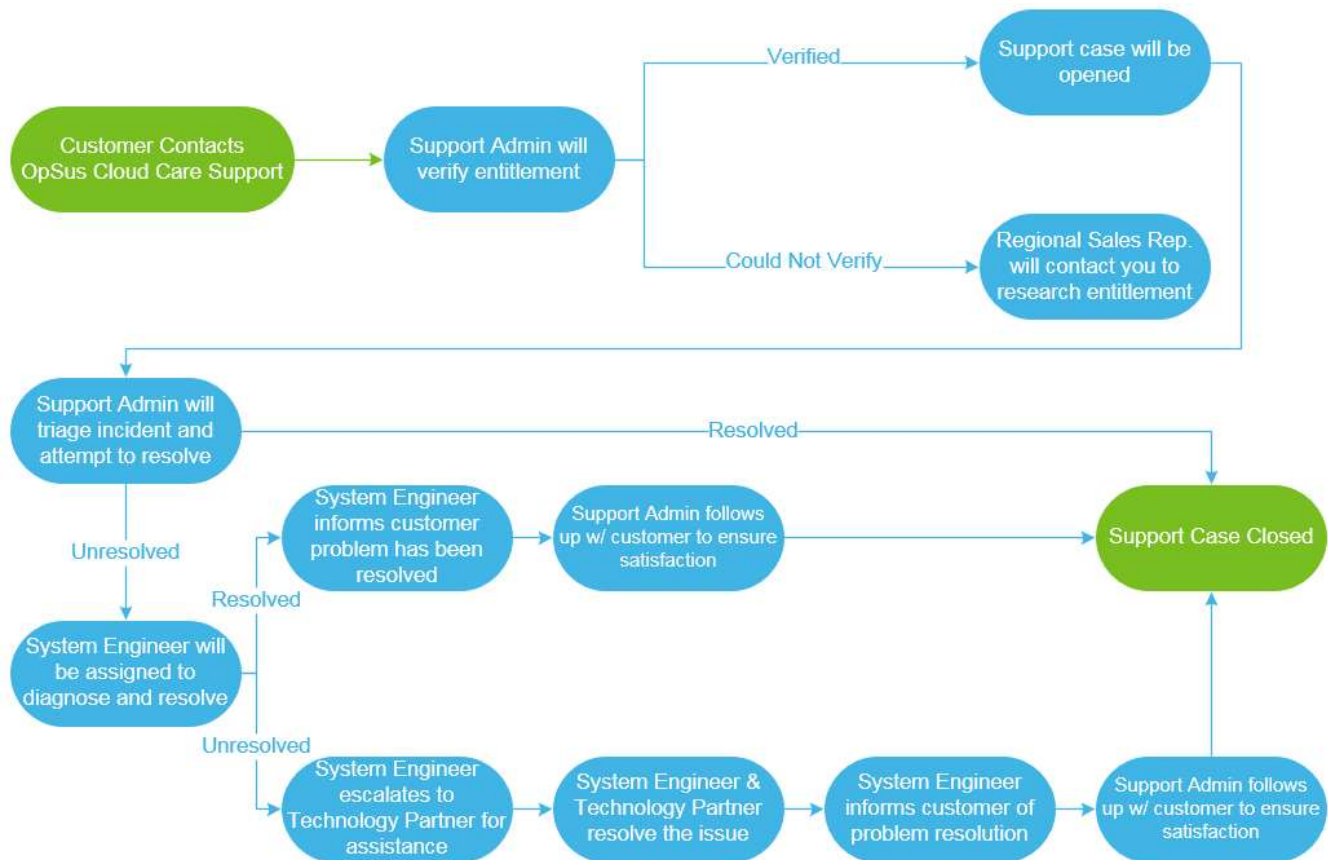 Verified
Support case will be
opened
Customer Contacts
OpSus Cloud Care Support
Support Admin will
verify entitlement
Could Not Verify
Regional Sales Rep.
will contact you to
research entitlement
Support Admin will
triage incident and
attempt to resolve
Resolved
Unresolved
System Engineer
informs customer
problem has been
resolved
Support Admin follows
up w/ customer to ensure
satisfaction
Support Case Closed
Resolved
System Engineer will
be assigned to
diagnose and resolve
Unresolved
System Engineer
escalates to
Technology Partner for
assistance
System Engineer &
Technology Partner
resolve the issue
System Engineer
informs customer of
problem resolution
Support Admin follows
up w/ customer to ensure
satisfaction